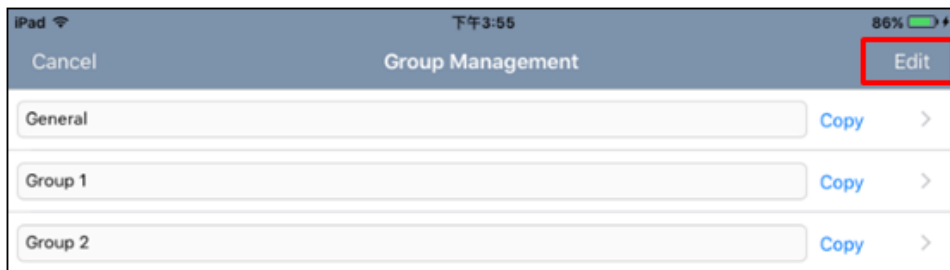 iPad 下午3:55 86%
Cancel Group Management Edit
General Copy
Group 1 Copy
Group 2 Copy